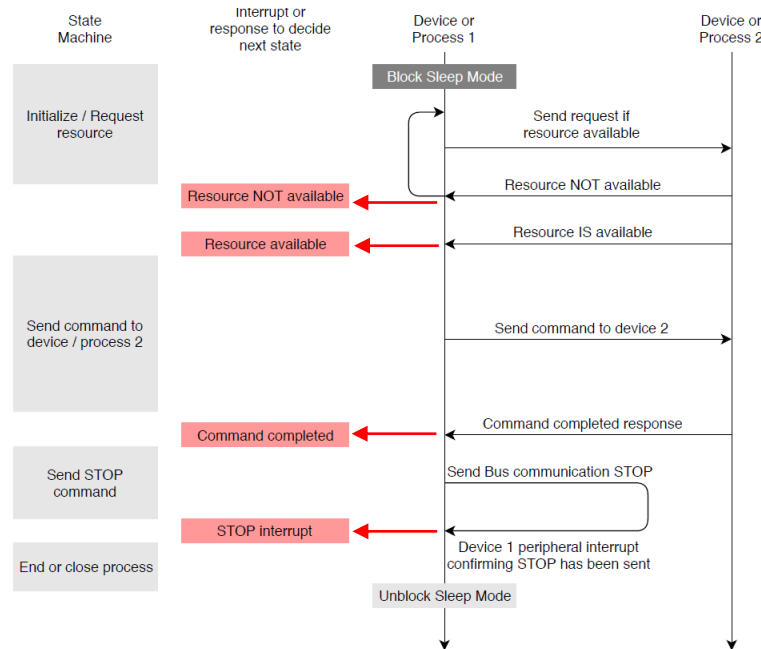 State
Machine
Interrupt or
response to decide
next state
Device or
Process 1
Device or
Process 2
Block Sleep Mode
Initialize / Request
resource
Send request if
resource available
Resource NOT available
Resource NOT available
Resource IS available
Resource available
Send command to
device / process 2
Send command to device 2
Command completed response
Command completed
Send STOP
command
Send Bus communication STOP
STOP interrupt
Device 1 peripheral interrupt
confirming STOP has been sent
End or close process
Unblock Sleep Mode